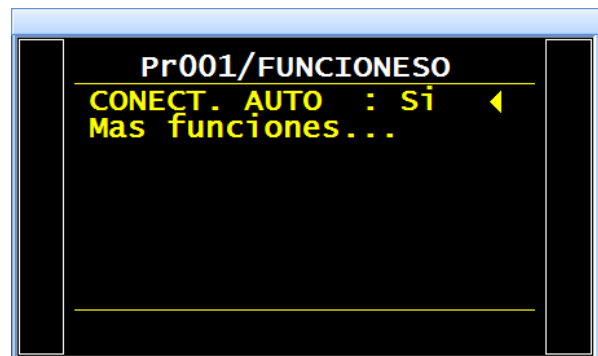 Pr001/FUNCIONESO
CONECT. AUTO : Si
Mas funciones...